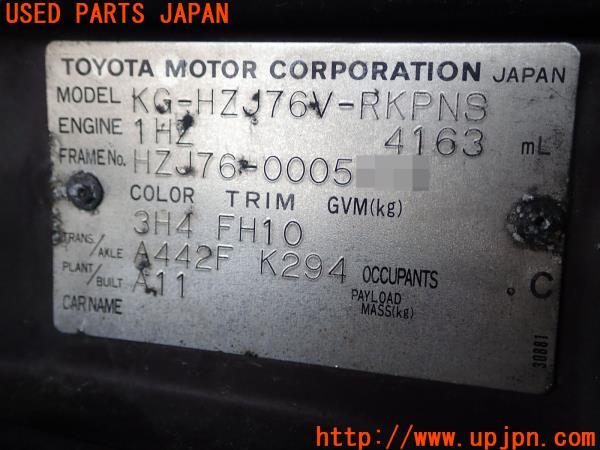 USED PARTS JAPAN
TOYOTA MOTOR CORPORATION JAPAN
MODEL KG-HZJ76V-RKPNS
ENGINE 1HZ 4163 mL
FRAME No. HZJ76-0005
COLOR TRIM GVM(kg)
3H4 FH10
TRANS/AXLE A442F K294 OCCUPANTS
PLANT/BUILT A11 PAYLOAD MASS(kg) .C
CAR NAME
30881
http://www.upjpn.com/